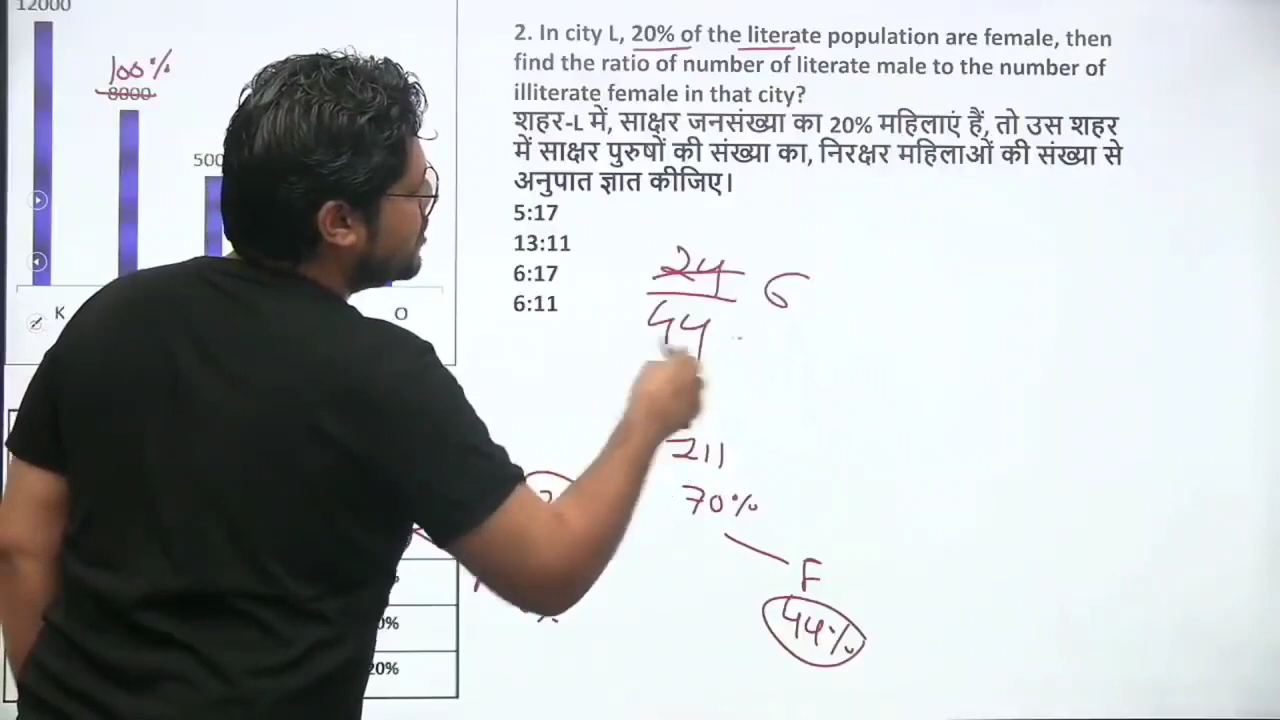 12000
100%
8000
500
K
O
2. In city L, 20% of the literate population are female, then
find the ratio of number of literate male to the number of
illiterate female in that city?
शहर-L में, साक्षर जनसंख्या का 20% महिलाएं हैं, तो उस शहर
में साक्षर पुरुषों की संख्या का, निरक्षर महिलाओं की संख्या से
अनुपात ज्ञात कीजिए।
5:17
13:11
6:17
6:11
24
6
44
211
70%
F
44%
20%